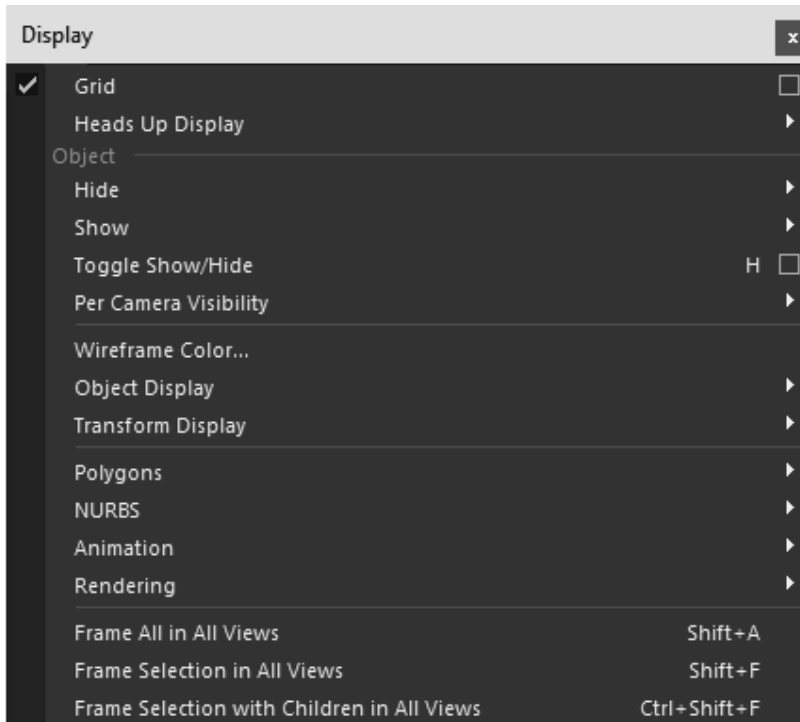 Display
x
Grid
Heads Up Display
Object
Hide
Show
Toggle Show/Hide H
Per Camera Visibility
Wireframe Color...
Object Display
Transform Display
Polygons
NURBS
Animation
Rendering
Frame All in All Views Shift+A
Frame Selection in All Views Shift+F
Frame Selection with Children in All Views Ctrl+Shift+F